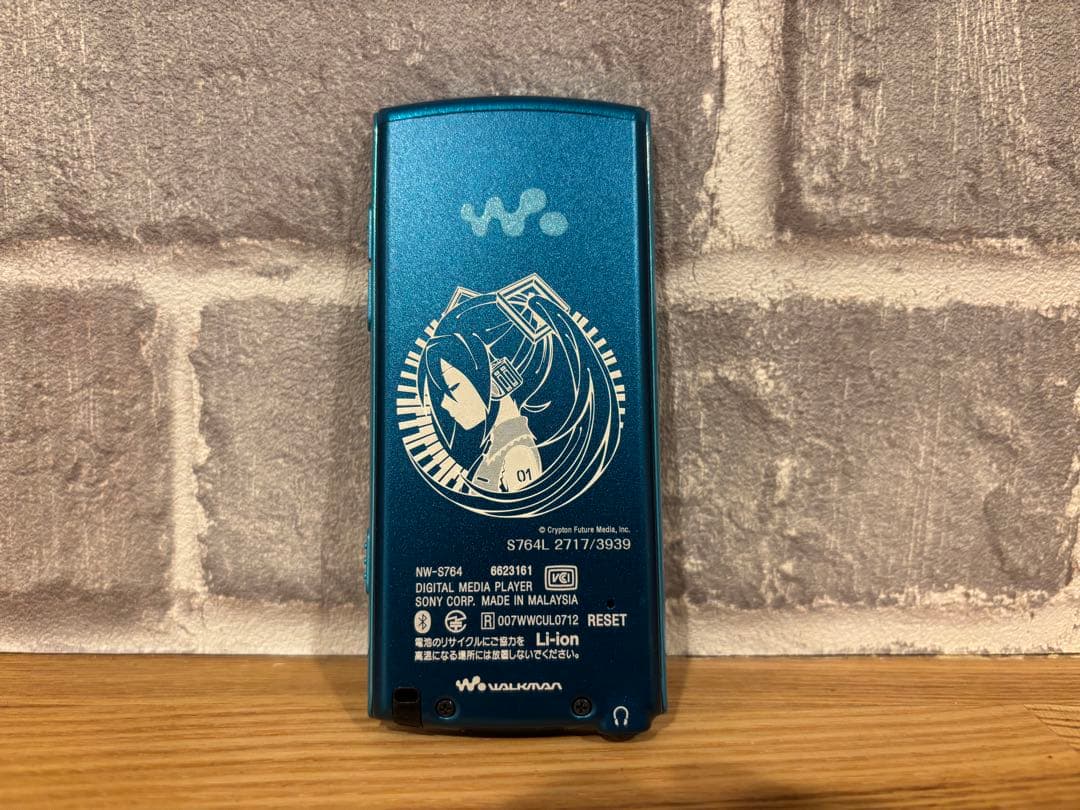 01
© Crypton Future Media, Inc.
S764L 2717/3939
NW-S764 6623161 VCCI
DIGITAL MEDIA PLAYER
SONY CORP. MADE IN MALAYSIA
R 007WWCUL0712 RESET
電池のリサイクルにご協力を Li-ion
高温になる場所には放置しないでください。
WALKMAN